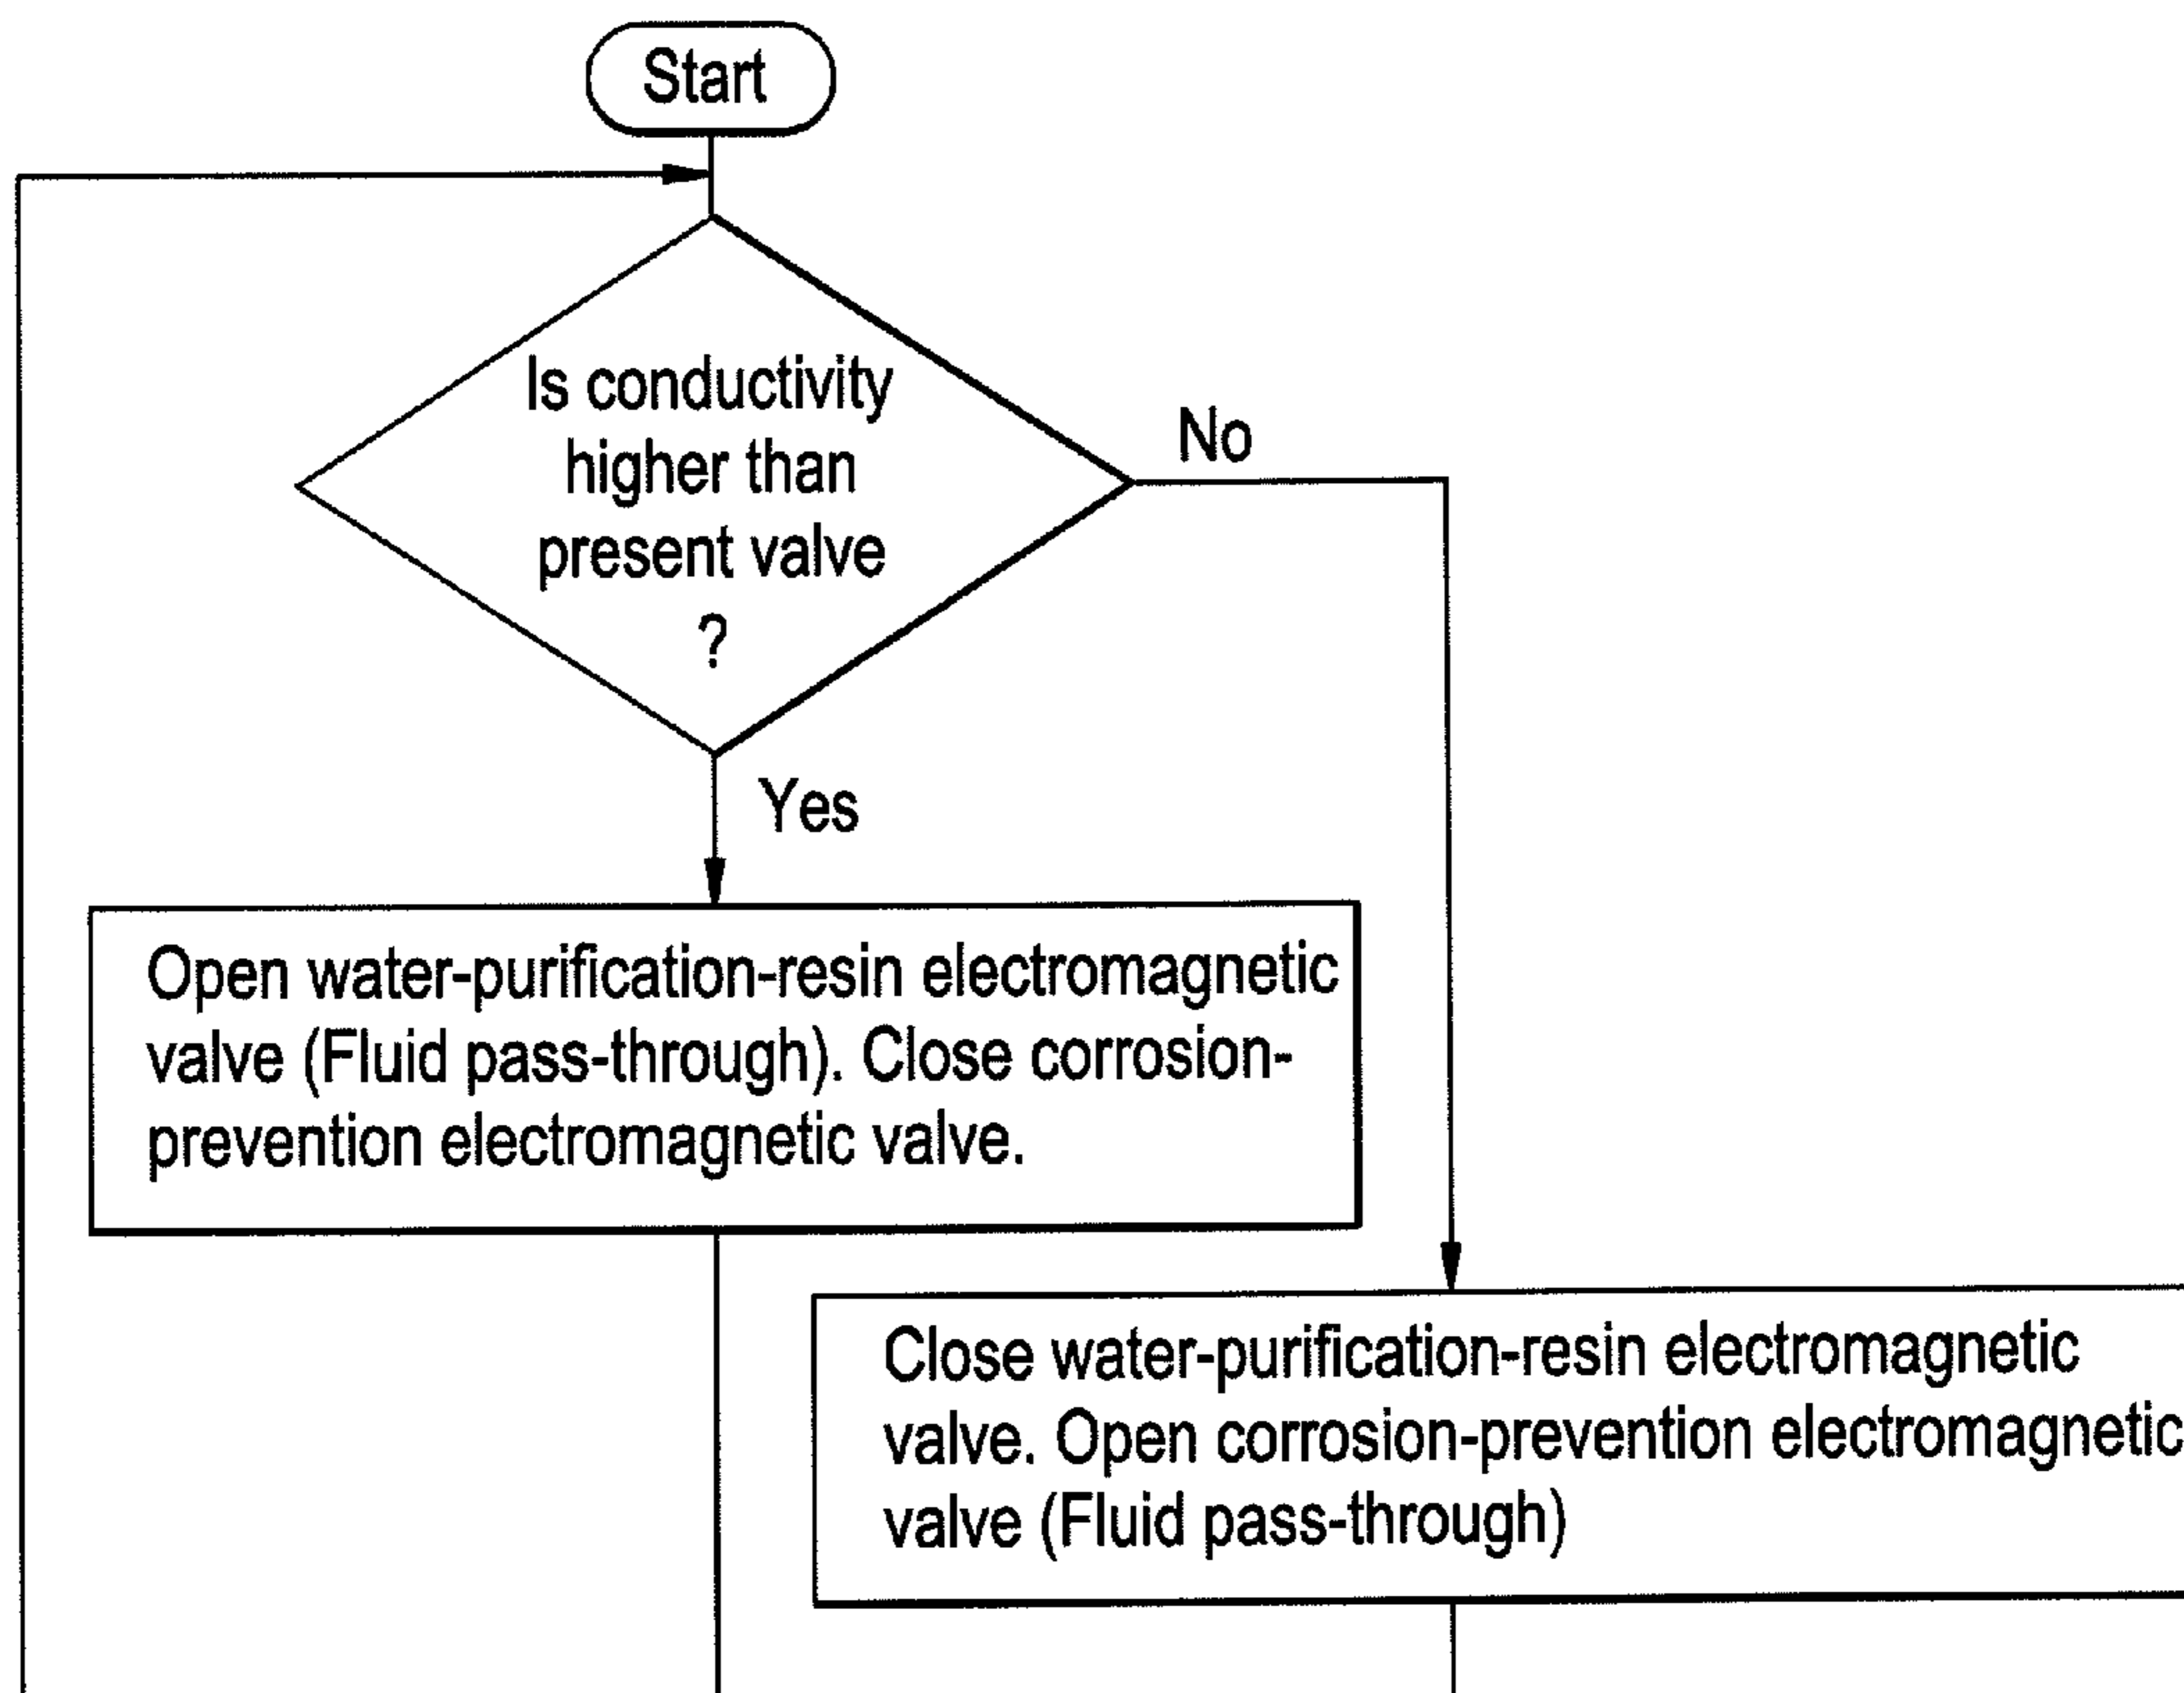 Start
Is conductivity
higher than
present valve
?
No
Yes
Open water-purification-resin electromagnetic
valve (Fluid pass-through). Close corrosion-
prevention electromagnetic valve.
Close water-purification-resin electromagnetic
valve. Open corrosion-prevention electromagnetic
valve (Fluid pass-through)